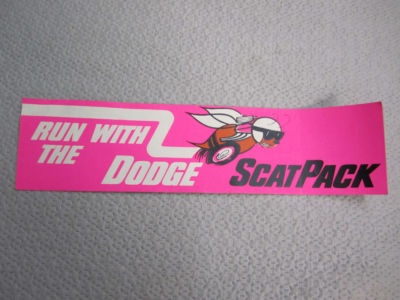 RUN WITH
THE DODGE SCATPACK